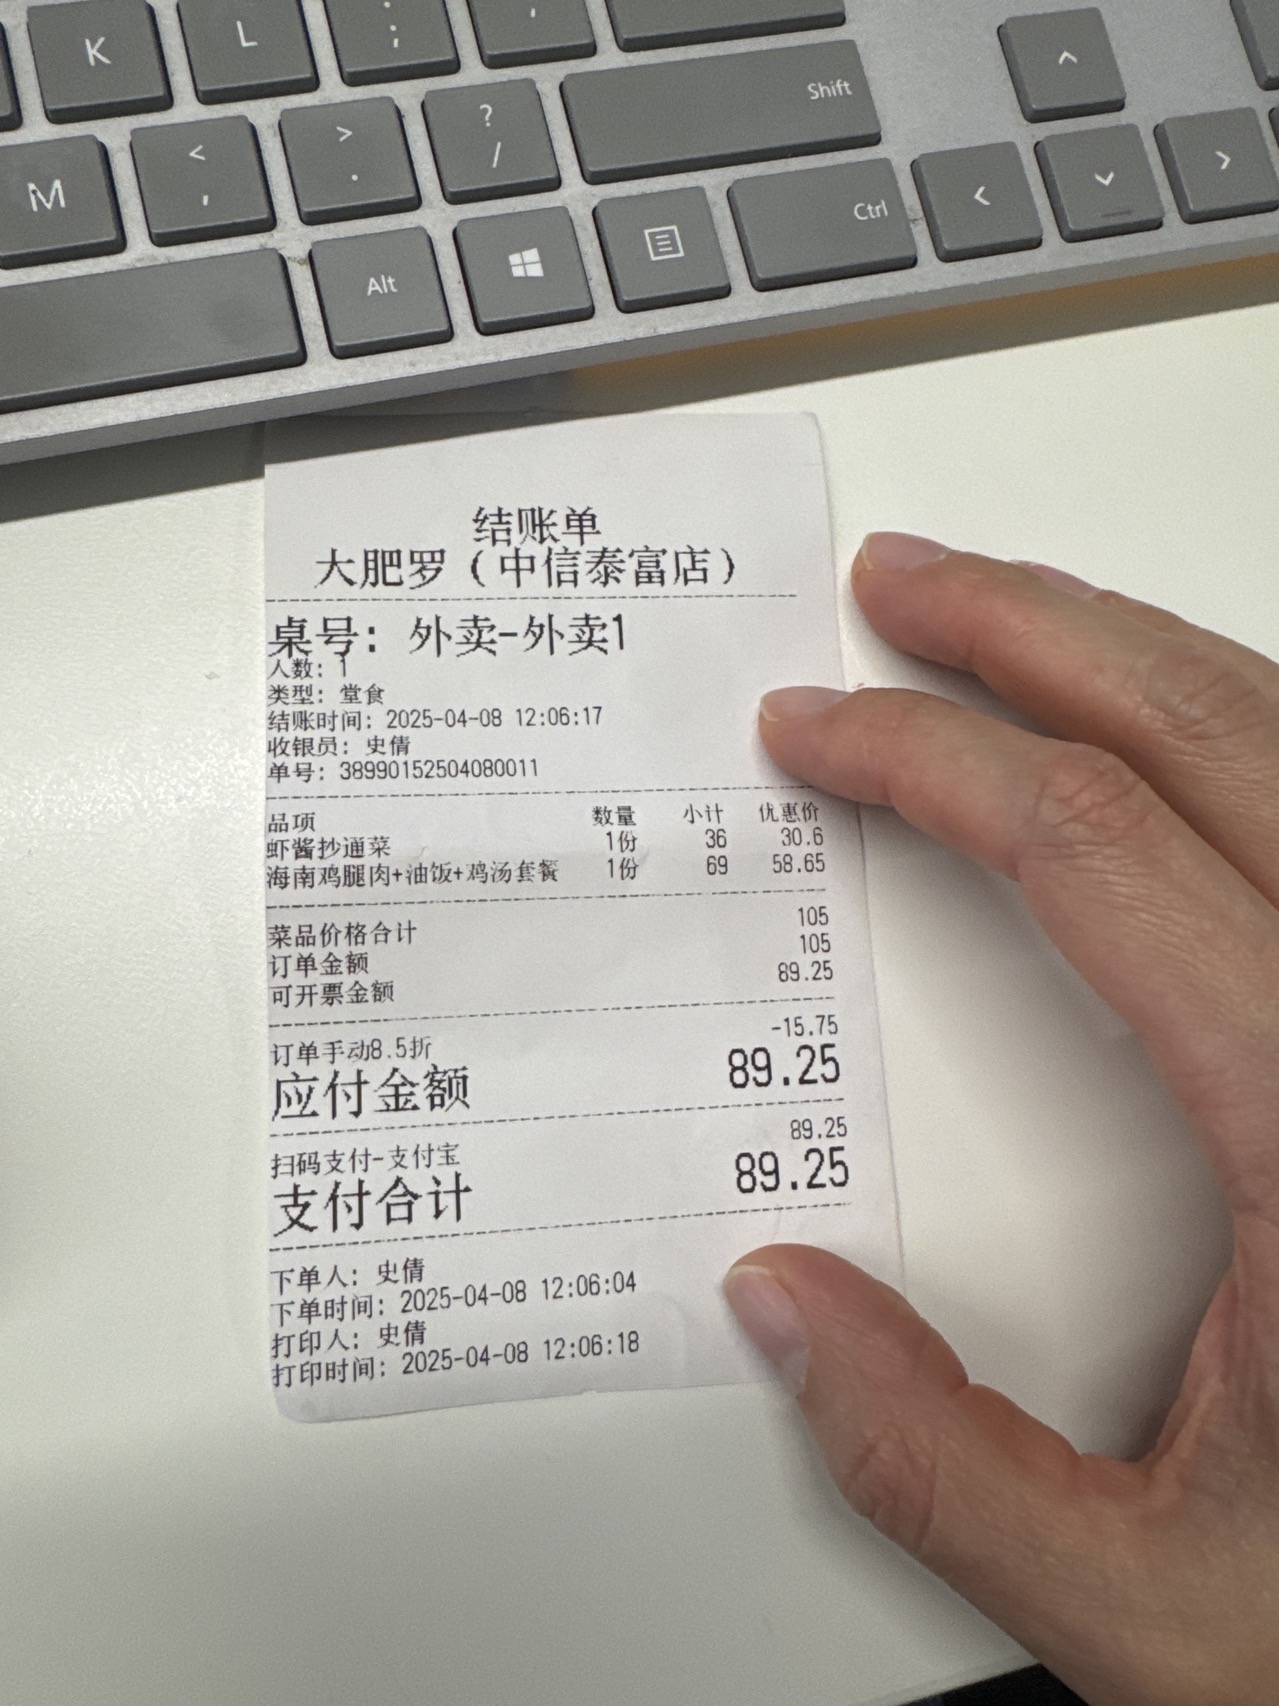 K L ; '
M < , > . ? / Shift ^
Alt Ctrl < ⌄ >
结账单
大肥罗（中信泰富店）
桌号： 外卖-外卖1
人数： 1
类型： 堂食
结账时间： 2025-04-08 12:06:17
收银员： 史倩
单号： 38990152504080011
品项 数量 小计 优惠价
虾酱抄通菜 1份 36 30.6
海南鸡腿肉+油饭+鸡汤套餐 1份 69 58.65
菜品价格合计 105
订单金额 105
可开票金额 89.25
订单手动8.5折 -15.75
应付金额 89.25
扫码支付-支付宝 89.25
支付合计 89.25
下单人： 史倩
下单时间： 2025-04-08 12:06:04
打印人： 史倩
打印时间： 2025-04-08 12:06:18